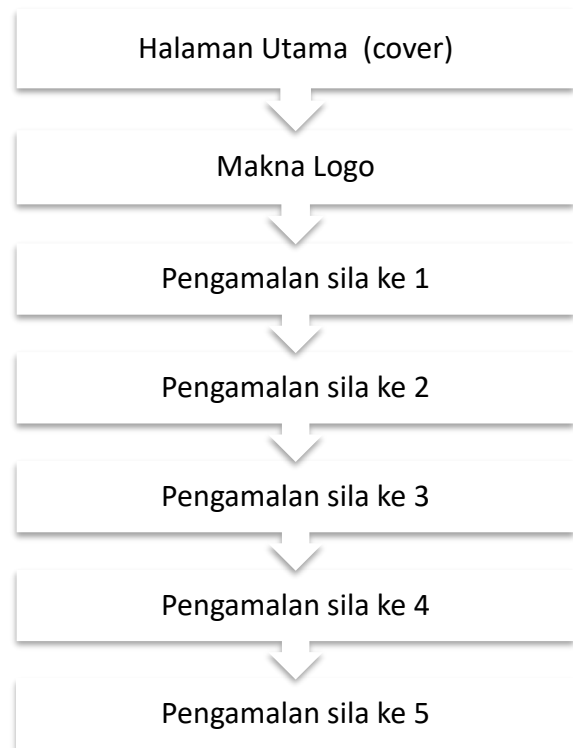 Halaman Utama  (cover)
Makna Logo
Pengamalan sila ke 1
Pengamalan sila ke 2
Pengamalan sila ke 3
Pengamalan sila ke 4
Pengamalan sila ke 5